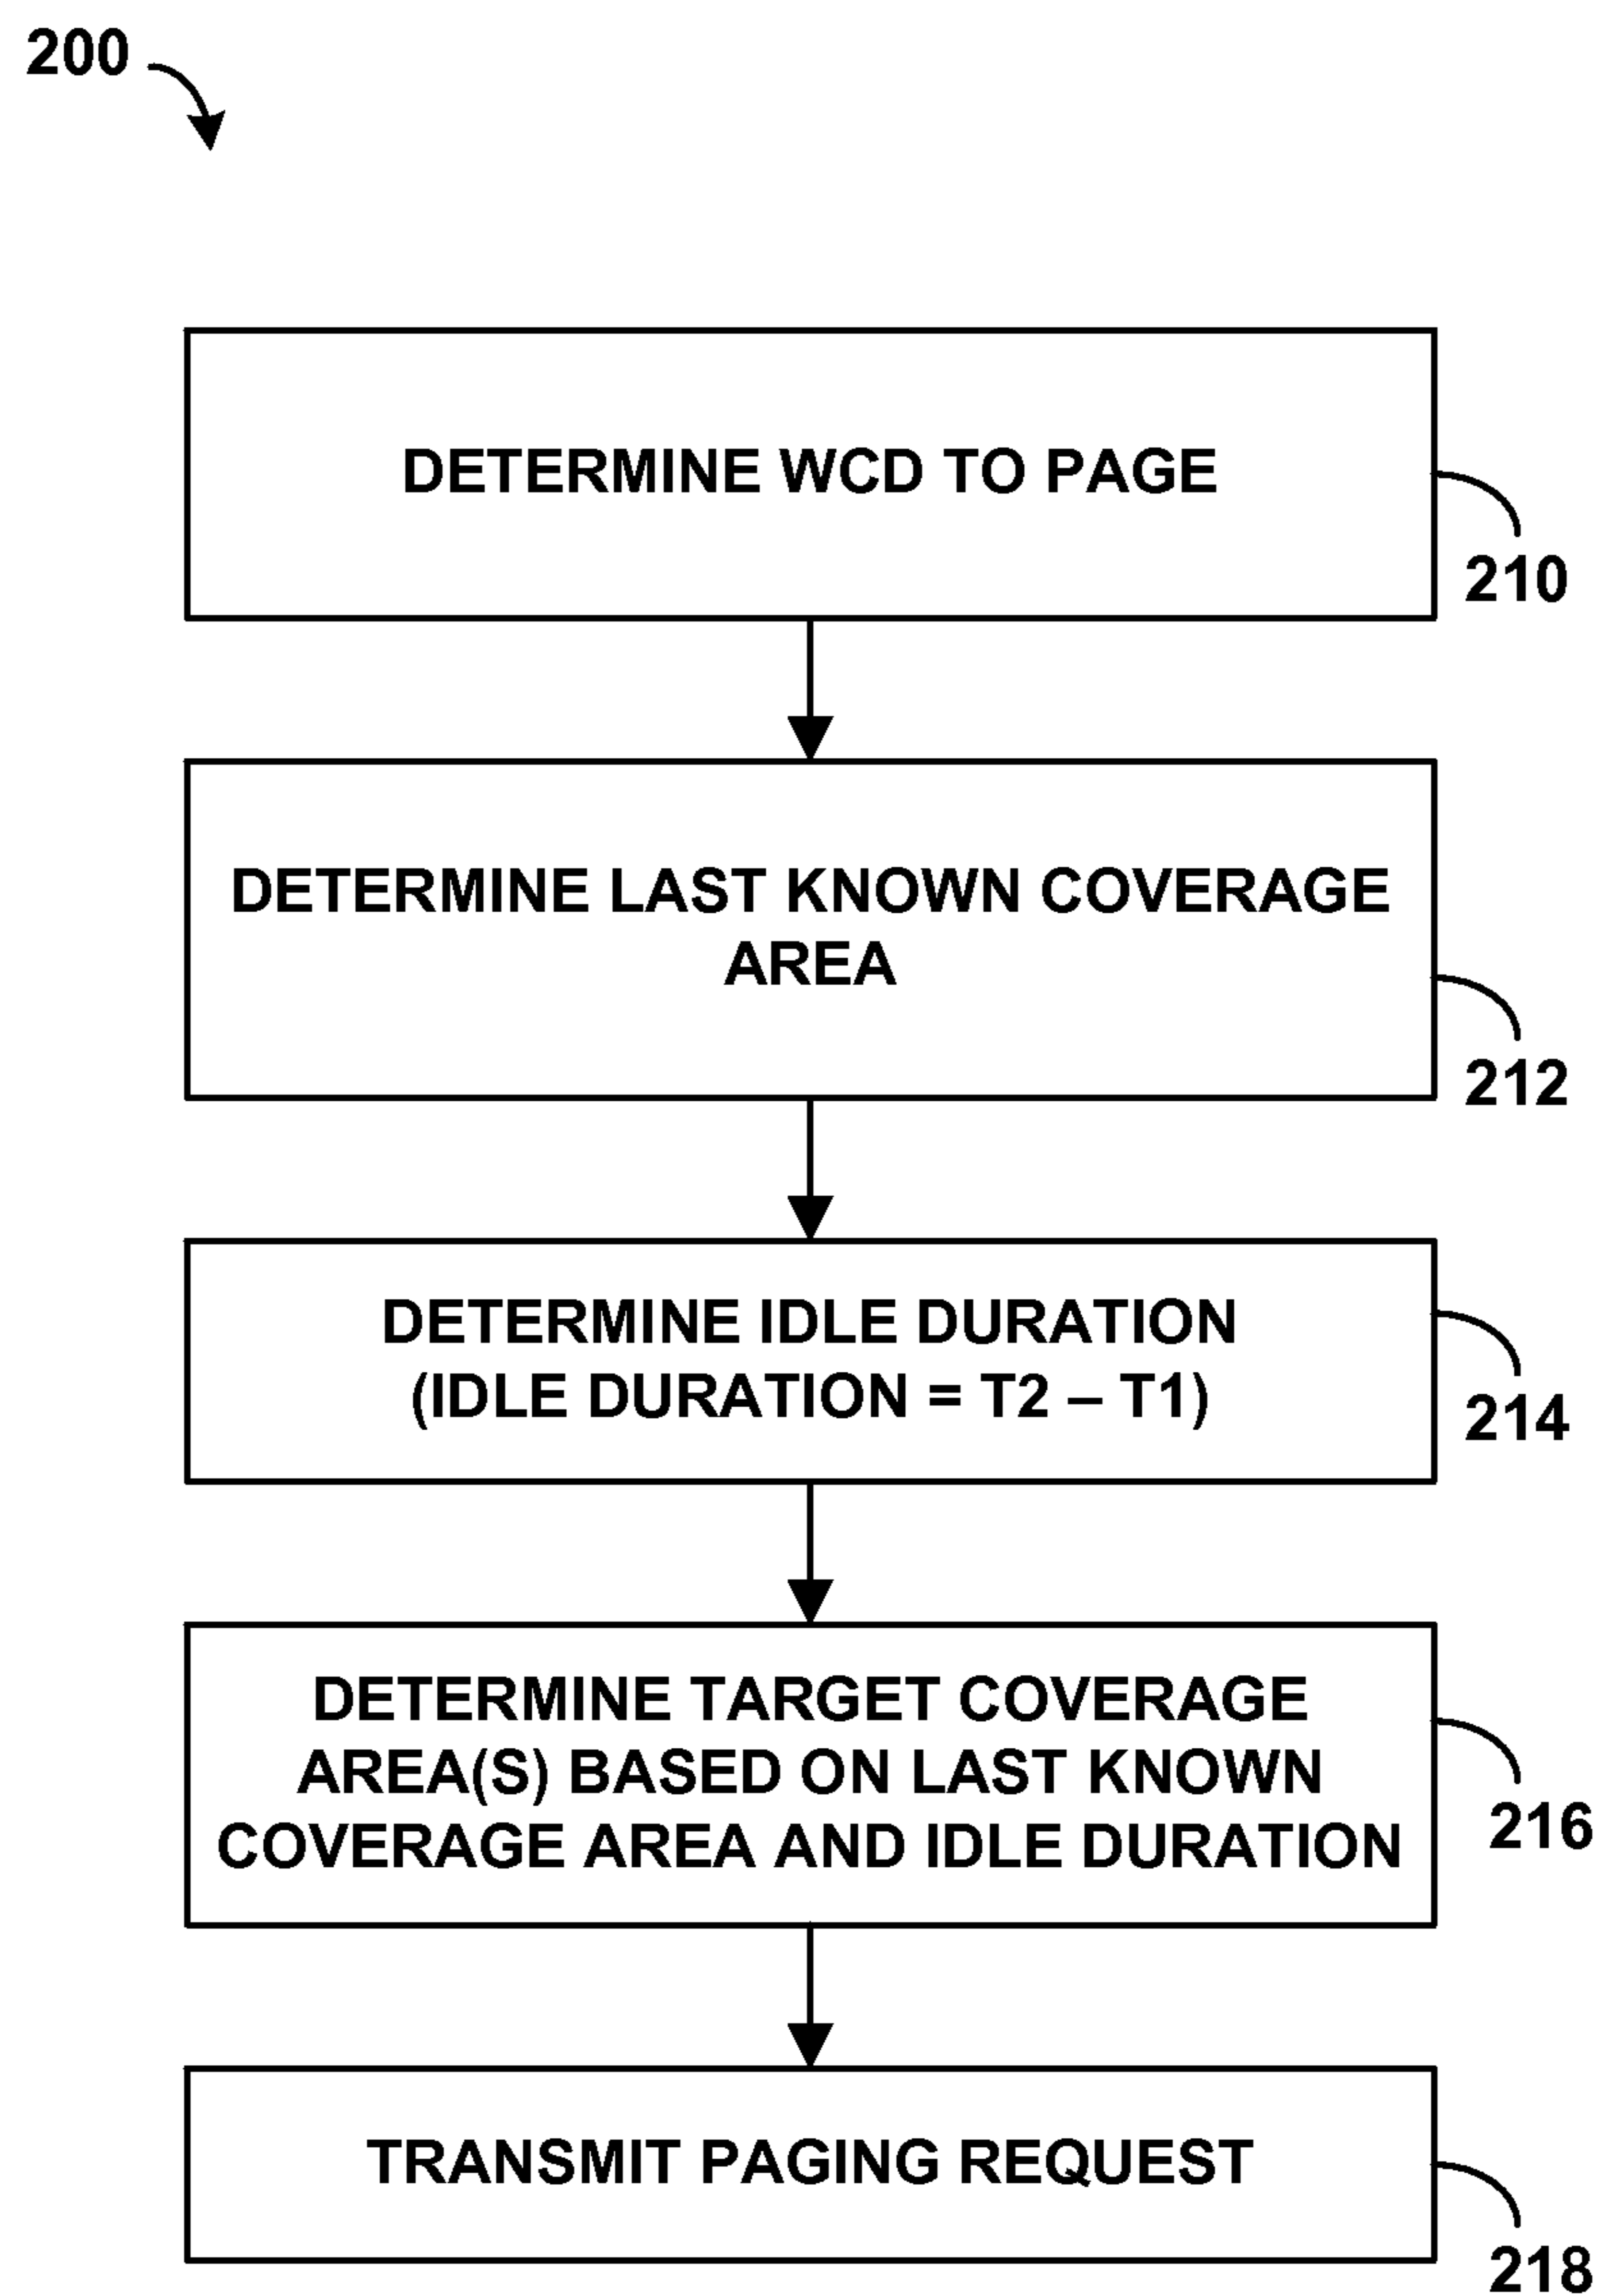 200
DETERMINE WCD TO PAGE
210
DETERMINE LAST KNOWN COVERAGE
AREA
212
DETERMINE IDLE DURATION
(IDLE DURATION = T2 – T1)
214
DETERMINE TARGET COVERAGE
AREA(S) BASED ON LAST KNOWN
COVERAGE AREA AND IDLE DURATION
216
TRANSMIT PAGING REQUEST
218